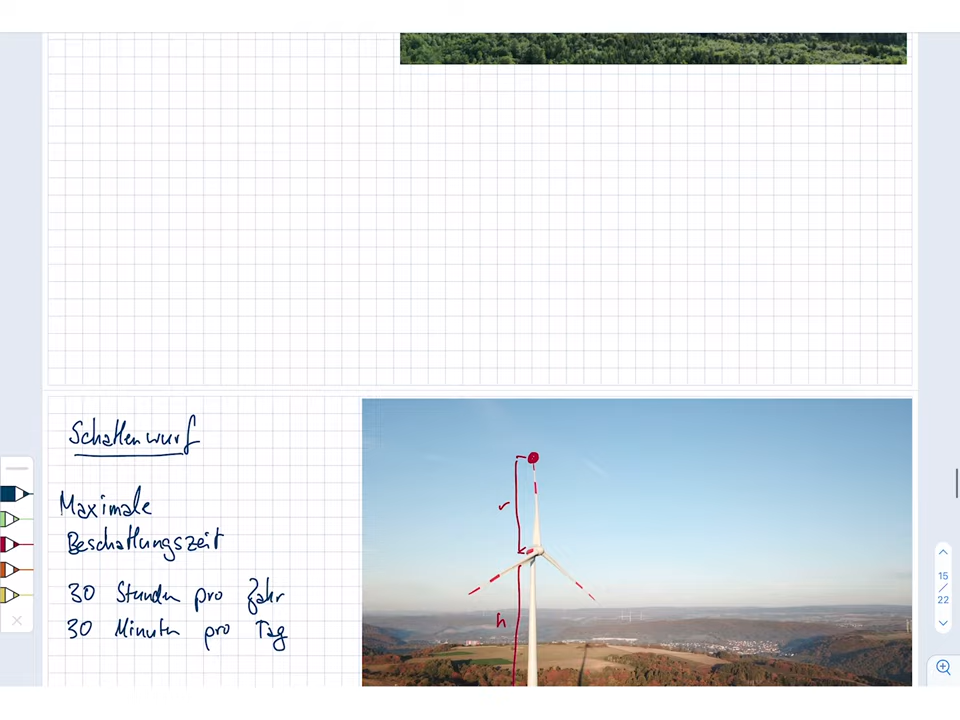 Schattenwurf
Maximale
Beschattungszeit
30 Stunden pro Jahr
30 Minuten pro Tag
r
h
15
/
22